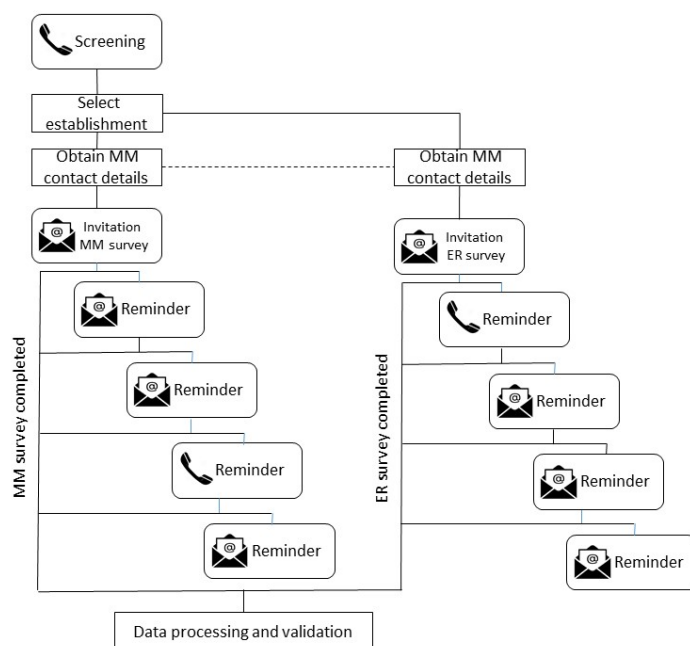 Screening
Select
establishment
Obtain MM
contact details
Obtain MM
contact details
Invitation
MM survey
Invitation
ER survey
@ Reminder
Reminder
@ Reminder
@ Reminder
Reminder
@ Reminder
@ Reminder
@ Reminder
MM survey completed
ER survey completed
Data processing and validation